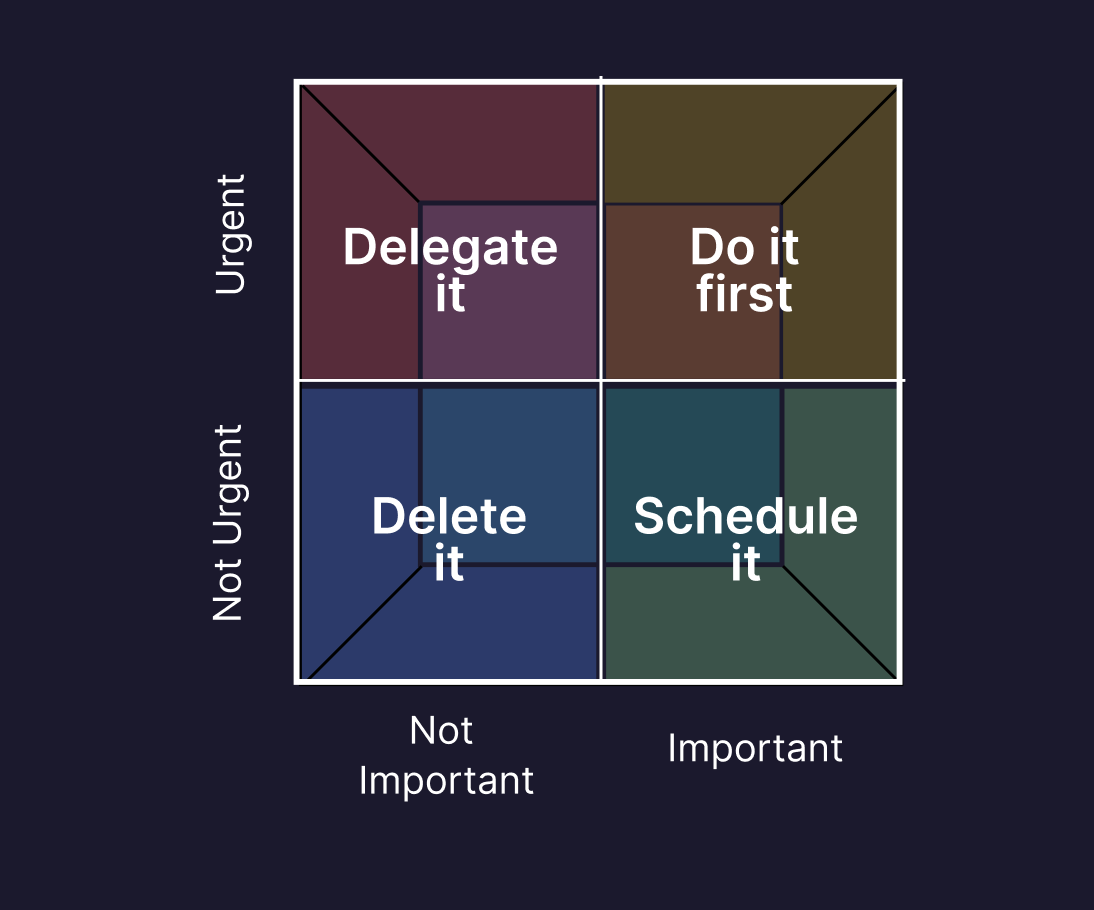 Urgent
Delegate
it
Do it
first
Not Urgent
Delete
it
Schedule
it
Not
Important
Important